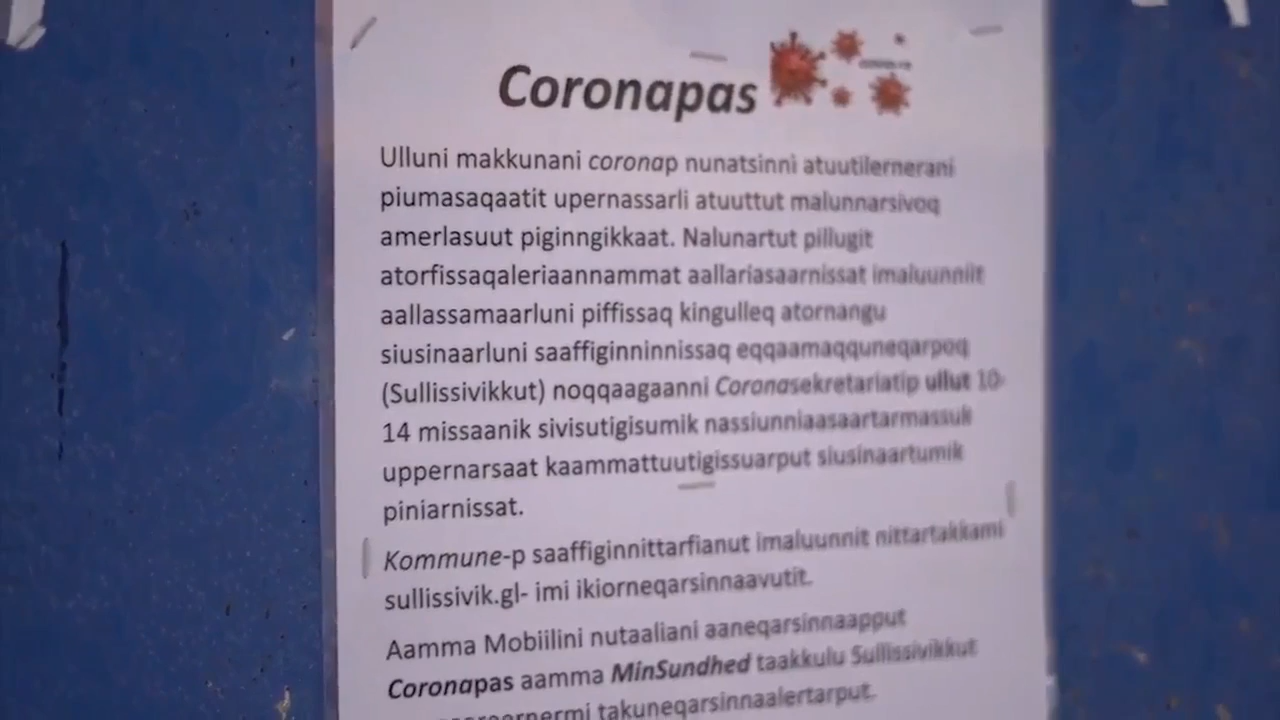 Coronapas
Ulluni makkunani coronap nunatsinni atuutilernerani
piumasaqaatit upernassarli atuuttut malunnarsivoq
amerlasuut piginngikkaat. Nalunartut pillugit
atorfissaqaleriaannammat aallariasaarnissat imaluunniit
aallassamaarluni piffissaq kingulleq atornangu
siusinaarluni saaffiginninnissaq eqqaamaqquneqarpoq
(Sullissivikkut) noqqaagaanni Coronasekretariatip ullut 10-
14 missaanik sivisutigisumik nassiunniaasaartarmassuk
uppernarsaat kaammattuutigissuarput siusinaartumik
piniarnissat.
Kommune-p saaffiginnittarfianut imaluunnit nittartakkami
sullissivik.gl- imi ikiorneqarsinnaavutit.
Aamma Mobiilini nutaaliani aaneqarsinnaapput
Coronapas aamma MinSundhed taakkulu Sullissivikkut
takuneqarsinnaalertarput.